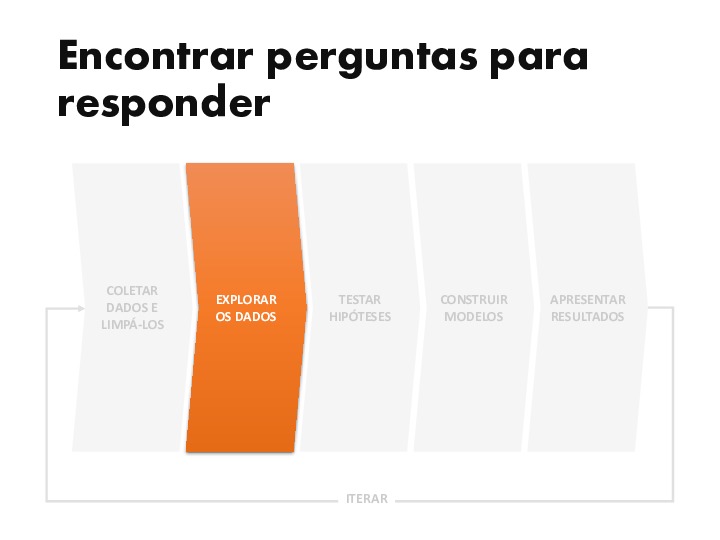 Encontrar perguntas para
responder
COLETAR
DADOS E
LIMPÁ-LOS
EXPLORAR
OS DADOS
TESTAR
HIPÓTESES
CONSTRUIR
MODELOS
APRESENTAR
RESULTADOS
ITERAR